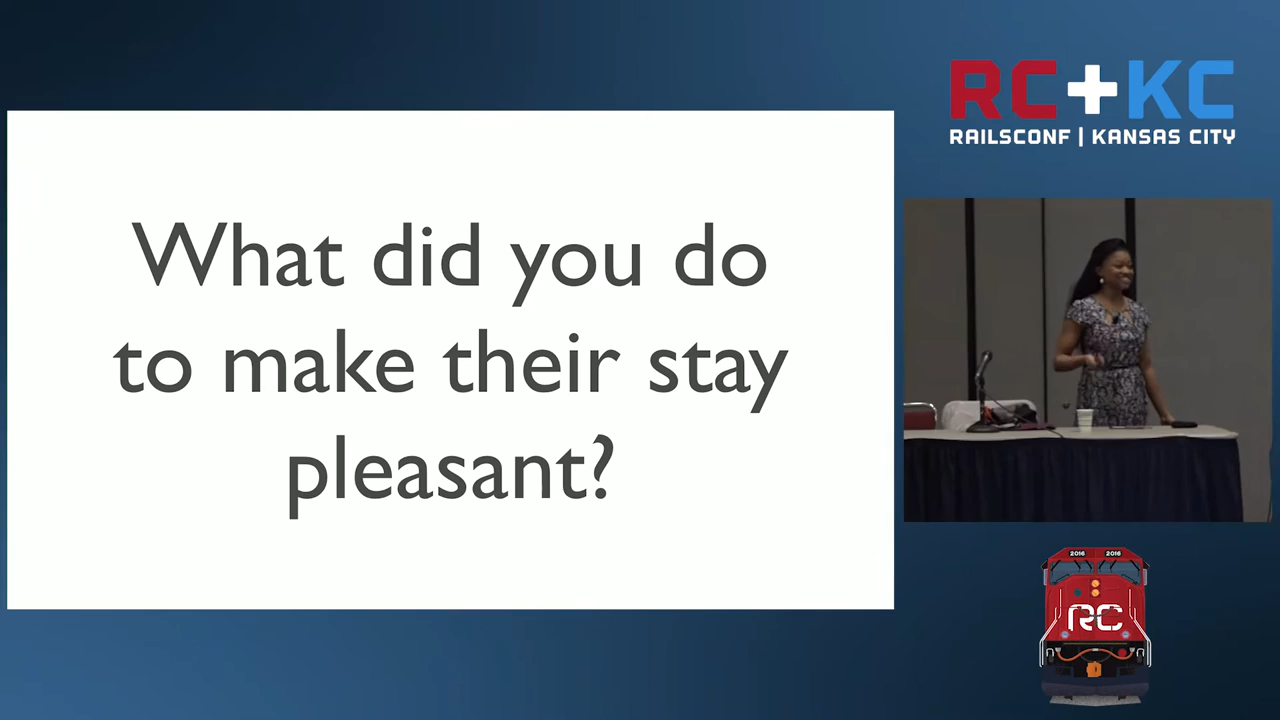 What did you do
to make their stay
pleasant?
RC+KC
RAILSCONF | KANSAS CITY
2016 2016
RC